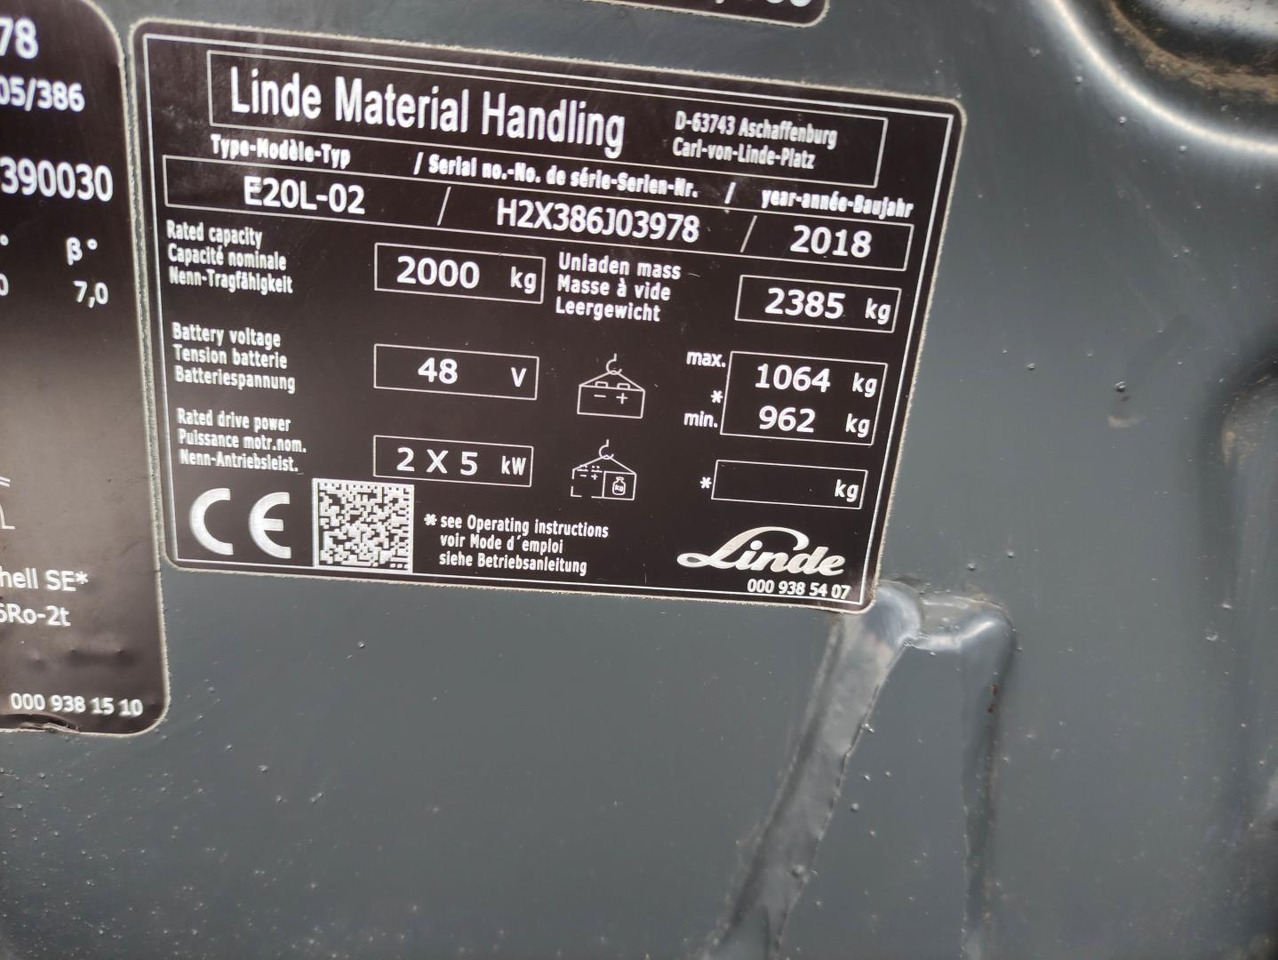 78
05/386
390030
β°
7,0
hell SE*
000 938 15 10
Linde Material Handling
D-63743 Aschaffenburg
Carl-von-Linde-Platz
Type-Modèle-Typ / Serial no.-No. de série-Serien-Nr. / year-année-Baujahr
E20L-02 / H2X386J03978 / 2018
Rated capacity
Capacité nominale
Nenn-Tragfähigkeit
2000 kg
Unladen mass
Masse à vide
Leergewicht
2385 kg
Battery voltage
Tension batterie
Batteriespannung
48 V
- +
max. 1064 kg
*
min. 962 kg
Rated drive power
Puissance motr.nom.
Nenn-Antriebsleist.
2 X 5 kW
- +
kg
* kg
CE
* see Operating instructions
voir Mode d´emploi
siehe Betriebsanleitung
Linde
000 938 54 07